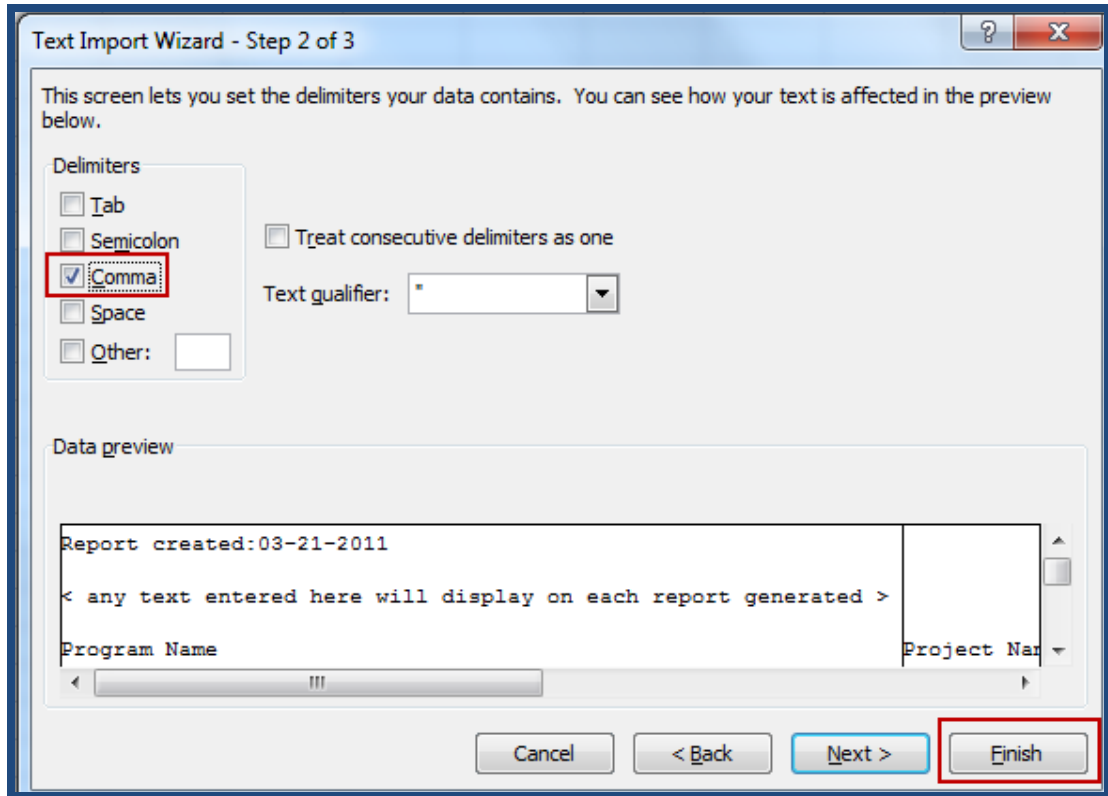 Text Import Wizard - Step 2 of 3
?
This screen lets you set the delimiters your data contains. You can see how your text is affected in the preview
below.
Delimiters
Tab
Semicolon
Treat consecutive delimiters as one
Comma
Text qualifier: "
Space
Other:
Data preview
Report created:03-21-2011
< any text entered here will display on each report generated >
Program Name Project Nam
Cancel < Back Next > Finish